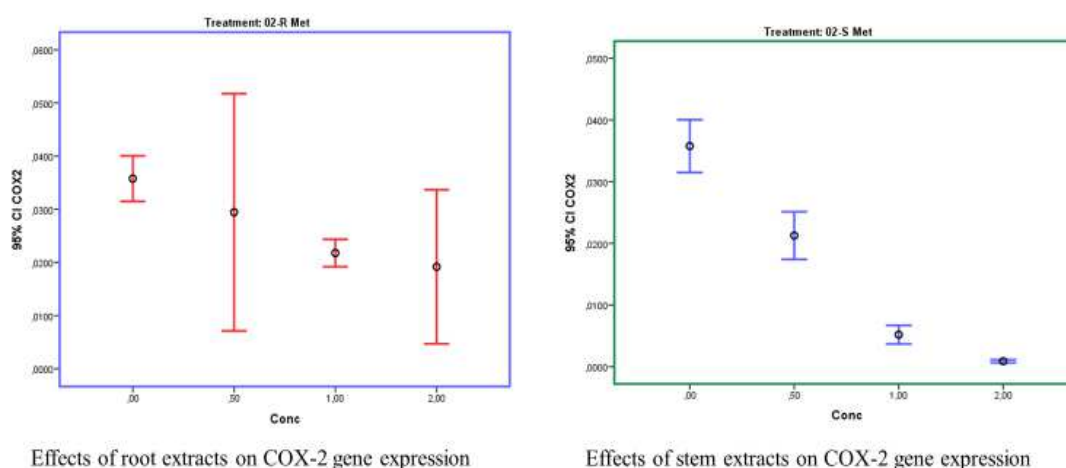 Treatment: 02-R Met
,0600
,0500
,0400
,0300
,0200
,0100
,0000
95% CI COX2
,00
,50
1,00
2,00
Conc
Effects of root extracts on COX-2 gene expression
Treatment: 02-S Met
,0500
,0400
,0300
,0200
,0100
,0000
95% CI COX2
,00
,50
1,00
2,00
Conc
Effects of stem extracts on COX-2 gene expression